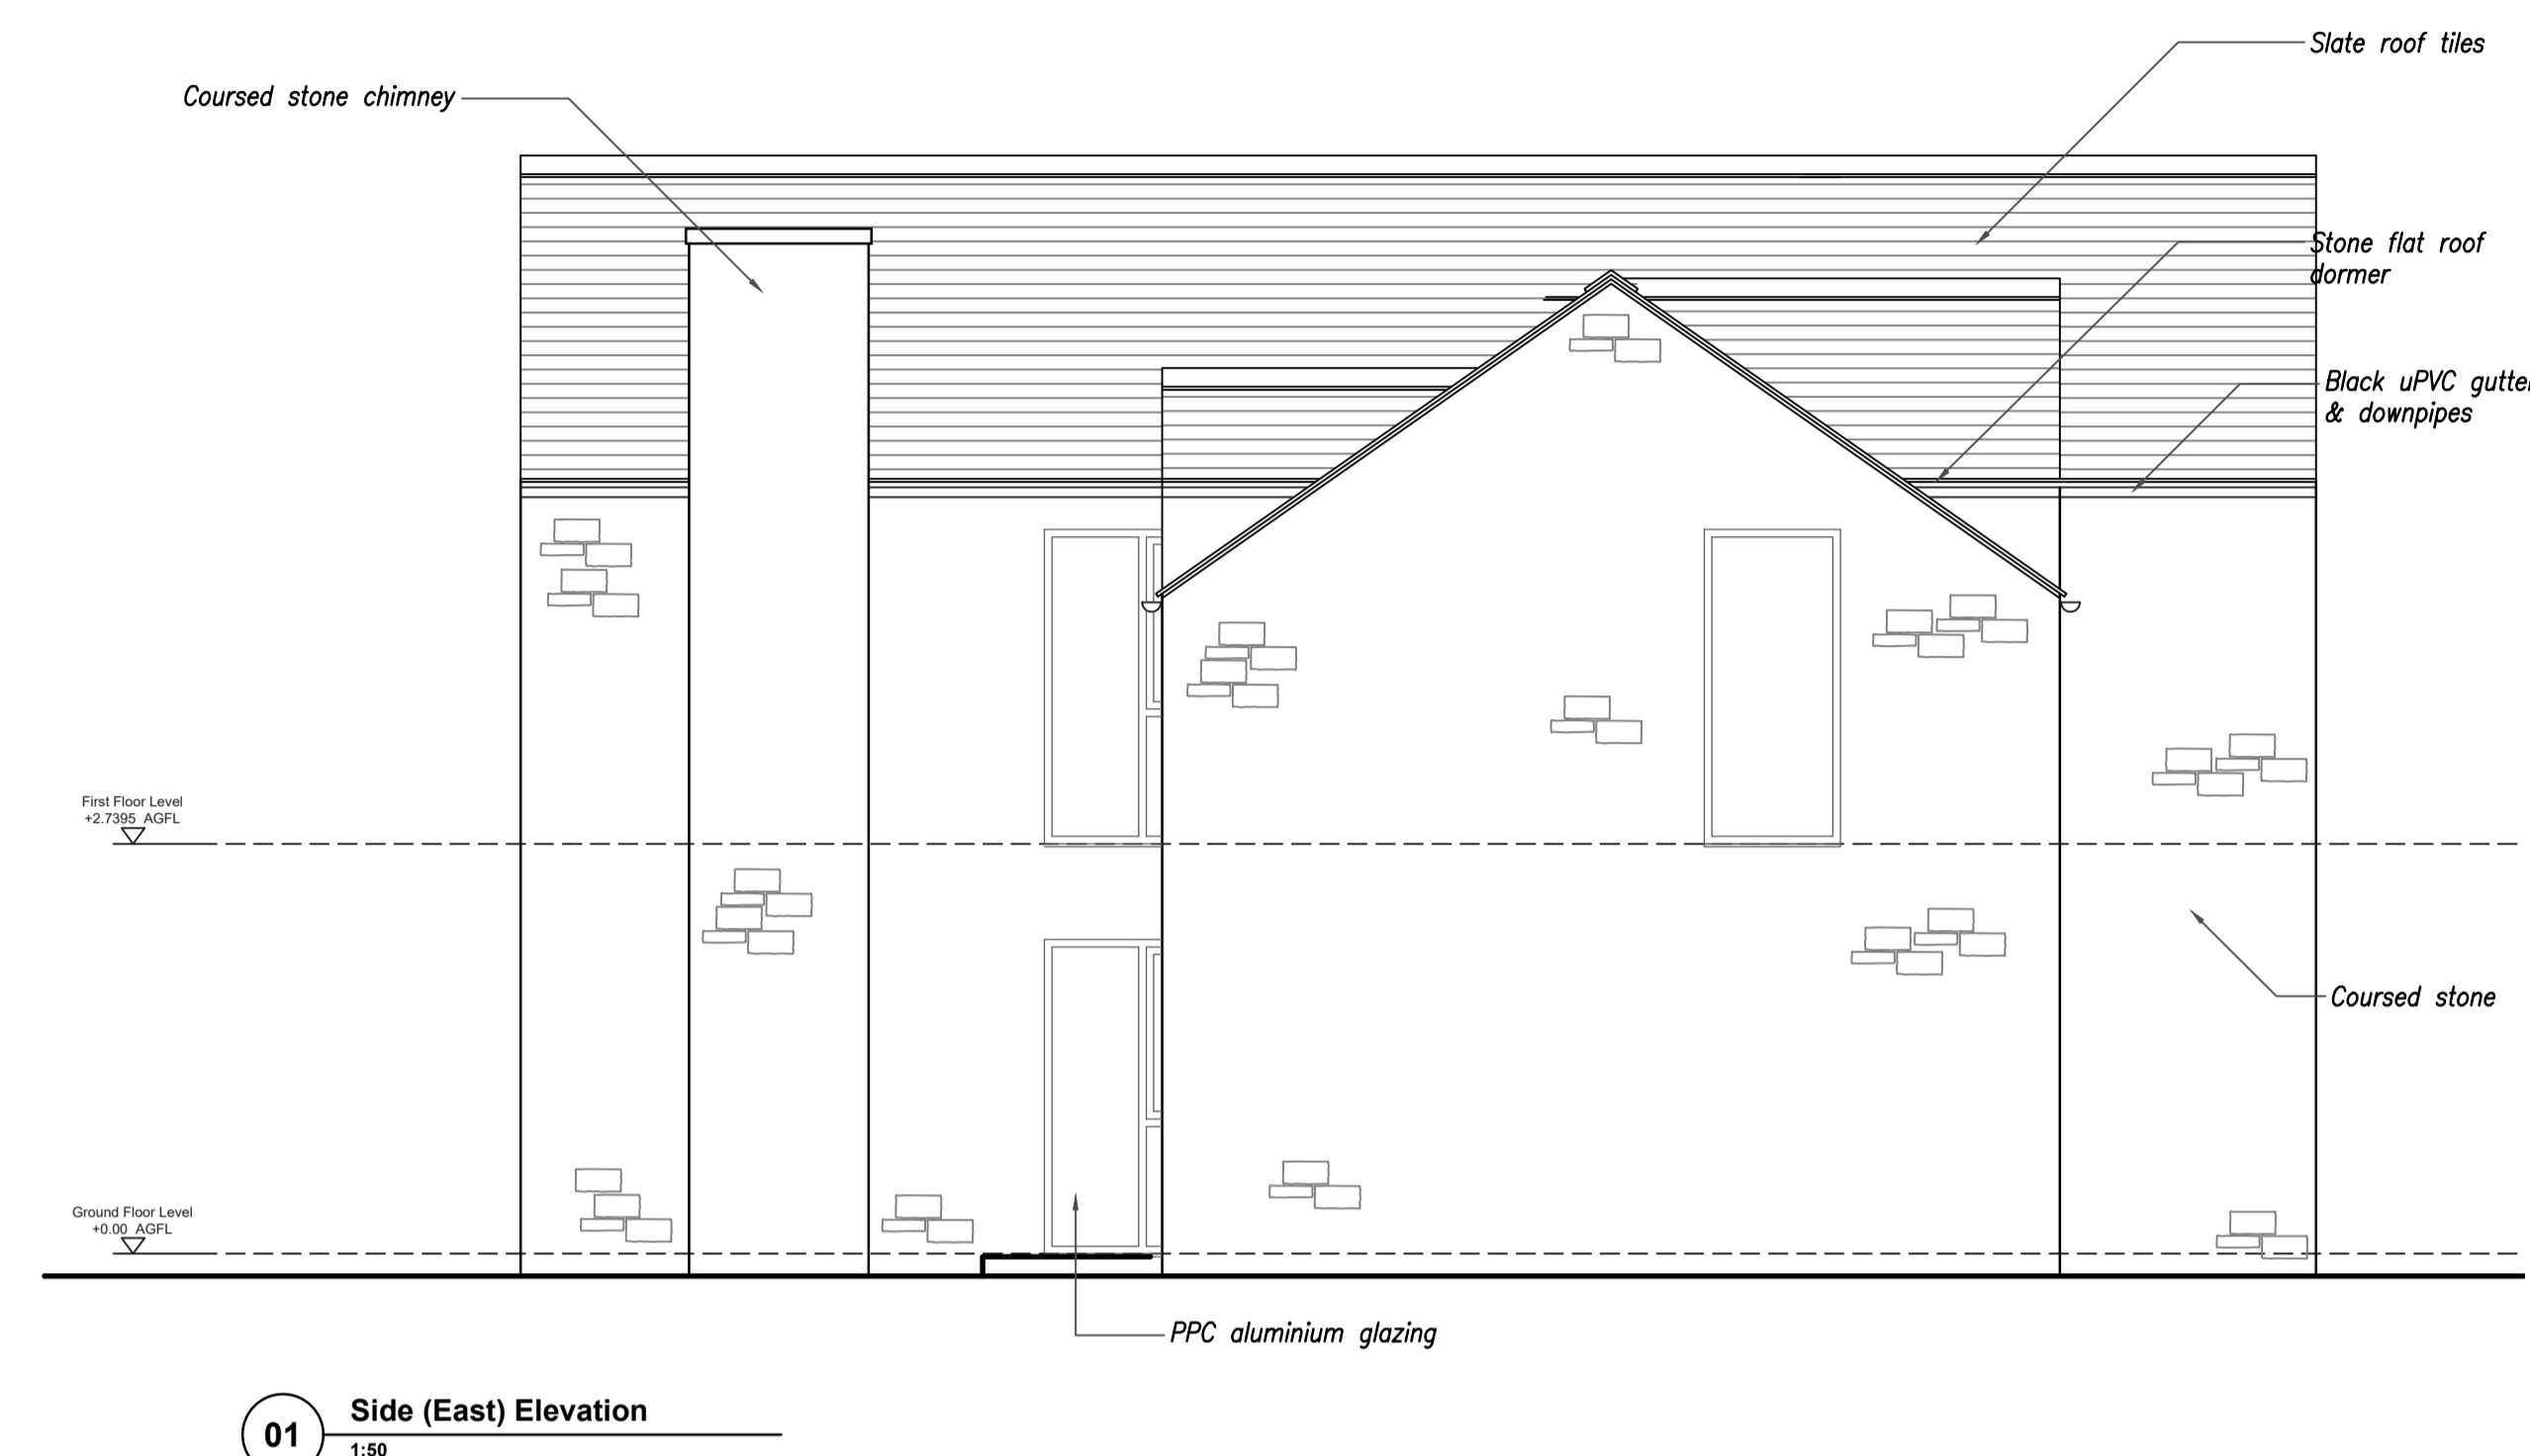 Slate roof tiles
Coursed stone chimney
Stone flat roof
dormer
Black uPVC
& downpipes
First Floor Level
+2.7395 AGFL
Coursed stone
Ground Floor Level
+0.00 AGFL
PPC aluminium glazing
01
Side (East) Elevation
1:50